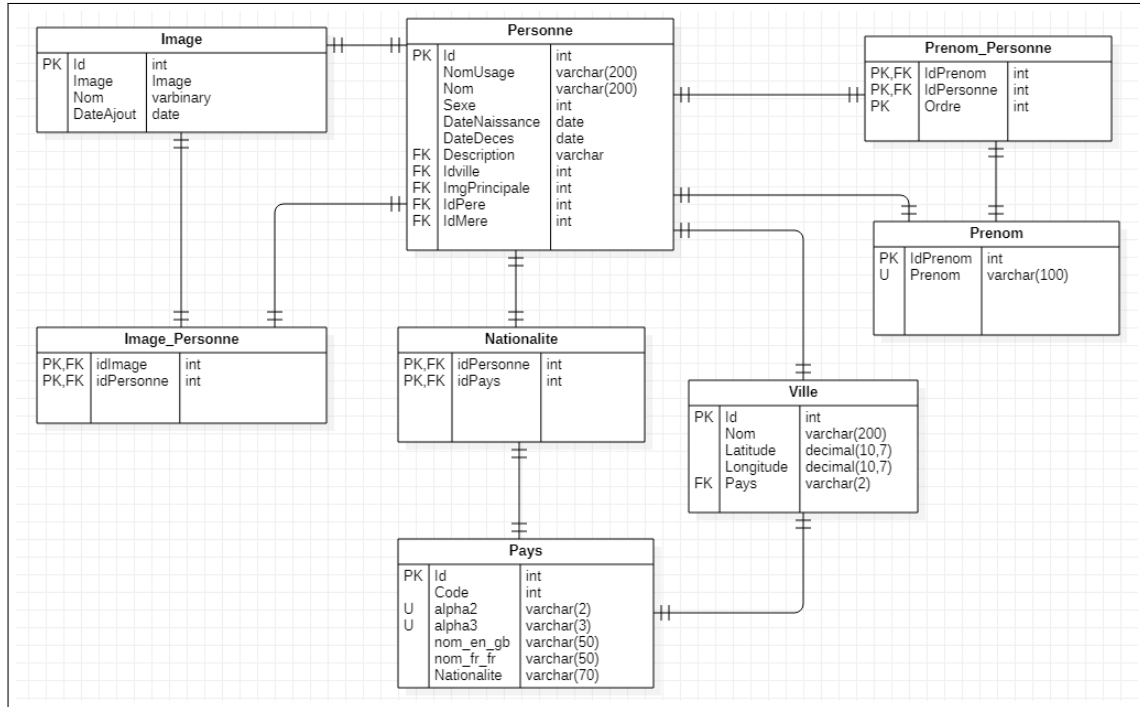 Image
PK Id int
Image Image
Nom varbinary
DateAjout date
Personne
PK Id int
NomUsage varchar(200)
Nom varchar(200)
Sexe int
DateNaissance date
DateDeces date
FK Description varchar
FK Idville int
FK ImgPrincipale int
FK IdPere int
FK IdMere int
Prenom_Personne
PK,FK IdPrenom int
PK,FK IdPersonne int
PK Ordre int
Prenom
PK IdPrenom int
U Prenom varchar(100)
Image_Personne
PK,FK idImage int
PK,FK idPersonne int
Nationalite
PK,FK idPersonne int
PK,FK idPays int
Ville
PK Id int
Nom varchar(200)
Latitude decimal(10,7)
Longitude decimal(10,7)
FK Pays varchar(2)
Pays
PK Id int
Code int
U alpha2 varchar(2)
U alpha3 varchar(3)
nom_en_gb varchar(50)
nom_fr_fr varchar(50)
Nationalite varchar(70)